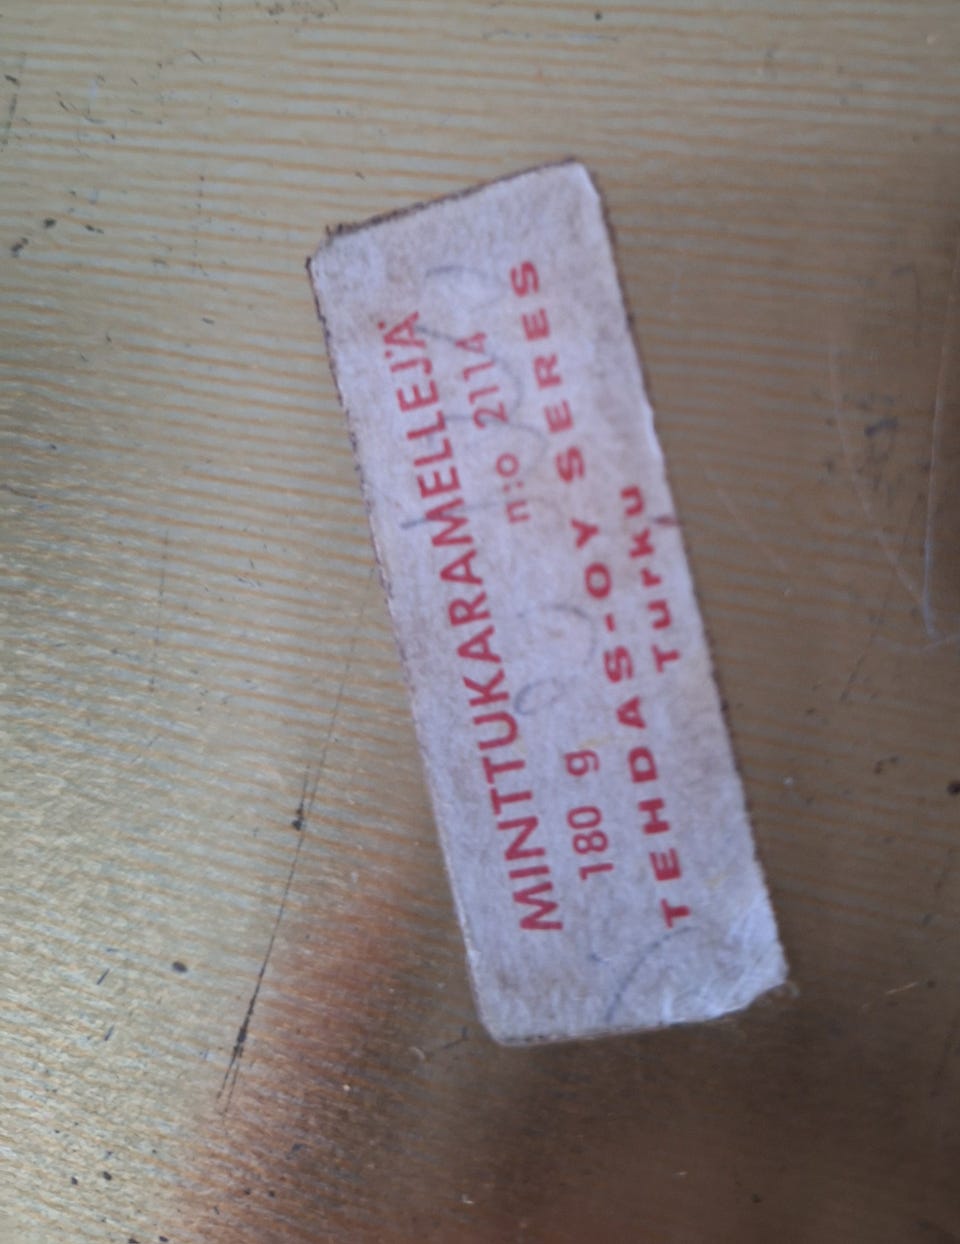 MINTTUKARAMELLEJA
180 g n:o 2114
TEHDAS-OY SERES
Turku